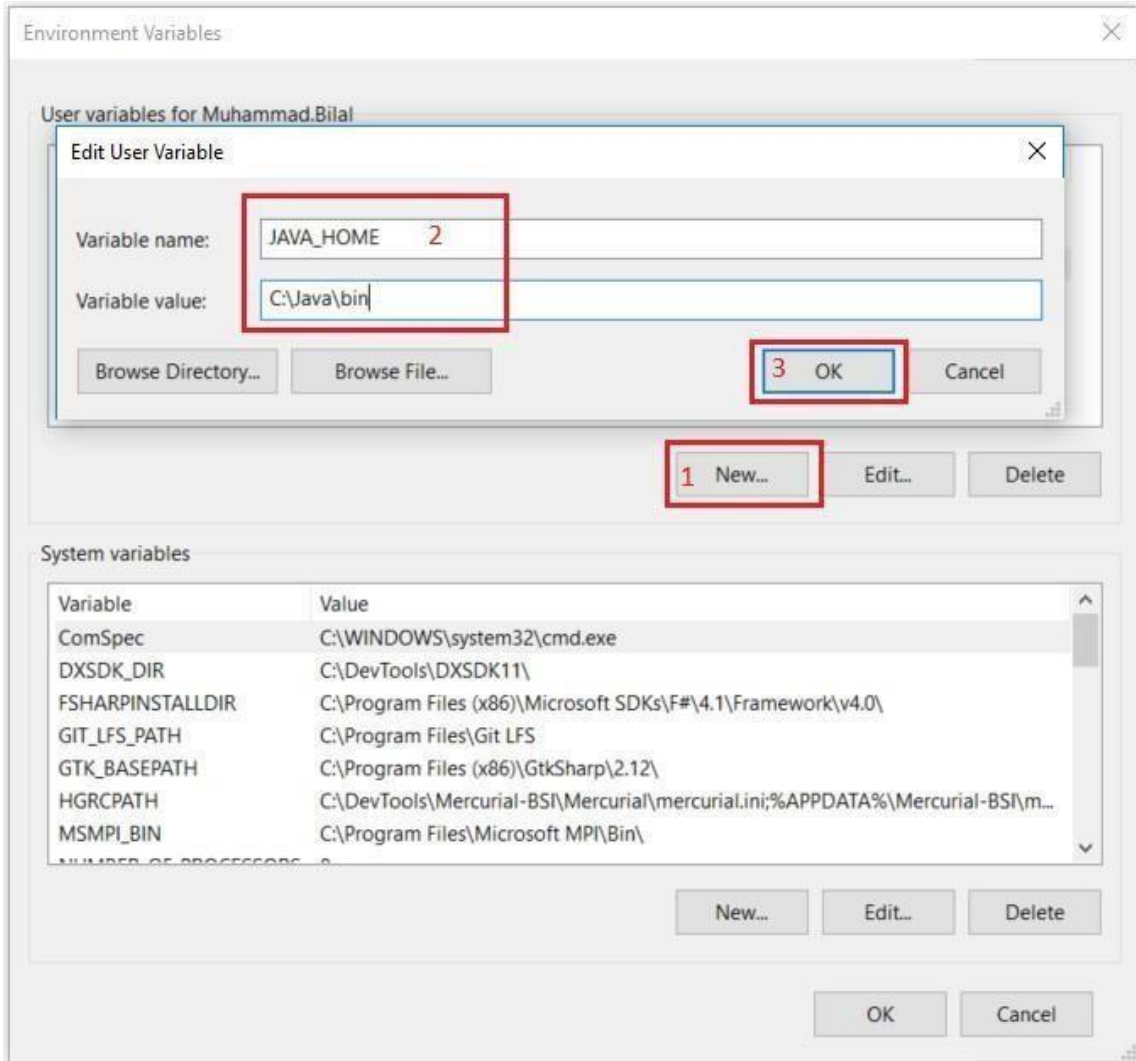 Environment Variables
User variables for Muhammad.Bilal
Edit User Variable
Variable name: JAVA_HOME 2
Variable value: C:\Java\bin
Browse Directory... Browse File... 3 OK Cancel
1 New... Edit... Delete
System variables
Variable Value
ComSpec C:\WINDOWS\system32\cmd.exe
DXSDK_DIR C:\DevTools\DXSDK11\
FSHARPINSTALLDIR C:\Program Files (x86)\Microsoft SDKs\F#\4.1\Framework\v4.0\
GIT_LFS_PATH C:\Program Files\Git LFS
GTK_BASEPATH C:\Program Files (x86)\GtkSharp\2.12\
HGRCPATH C:\DevTools\Mercurial-BSI\Mercurial\mercurial.ini;%APPDATA%\Mercurial-BSI\m...
MSMPI_BIN C:\Program Files\Microsoft MPI\Bin\
NUMBER_OF_PROCESSORS
New... Edit... Delete
OK Cancel